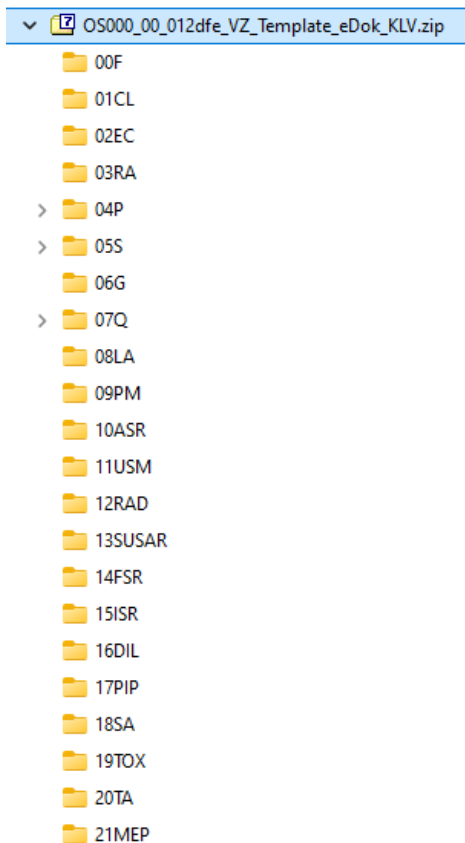 OS000_00_012dfe_VZ_Template_eDok_KLV.zip
00F
01CL
02EC
03RA
04P
05S
06G
07Q
08LA
09PM
10ASR
11USM
12RAD
13SUSAR
14FSR
15ISR
16DIL
17PIP
18SA
19TOX
20TA
21MEP